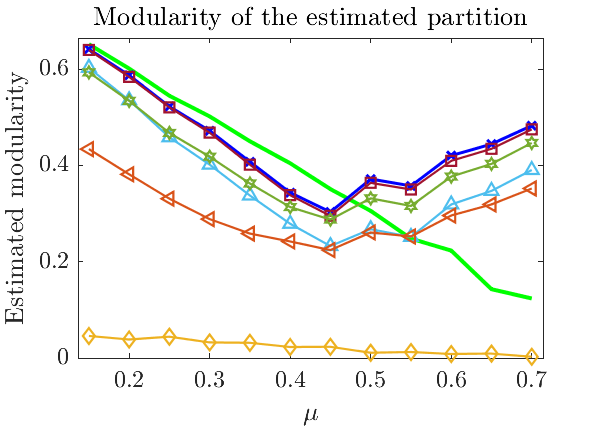 Modularity of the estimated partition
Estimated modularity
0.6
0.4
0.2
0
0.2 0.3 0.4 0.5 0.6 0.7
μ